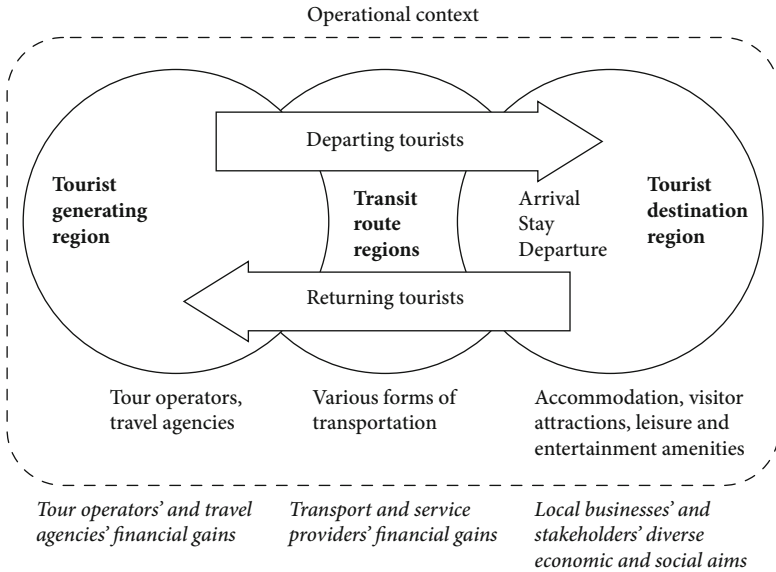 Operational context
Departing tourists
Tourist
generating
region
Transit
route
regions
Arrival
Stay
Departure
Tourist
destination
region
Returning tourists
Tour operators,
travel agencies
Various forms of
transportation
Accommodation, visitor
attractions, leisure and
entertainment amenities
Tour operators’ and travel
agencies’ financial gains
Transport and service
providers’ financial gains
Local businesses’ and
stakeholders’ diverse
economic and social aims